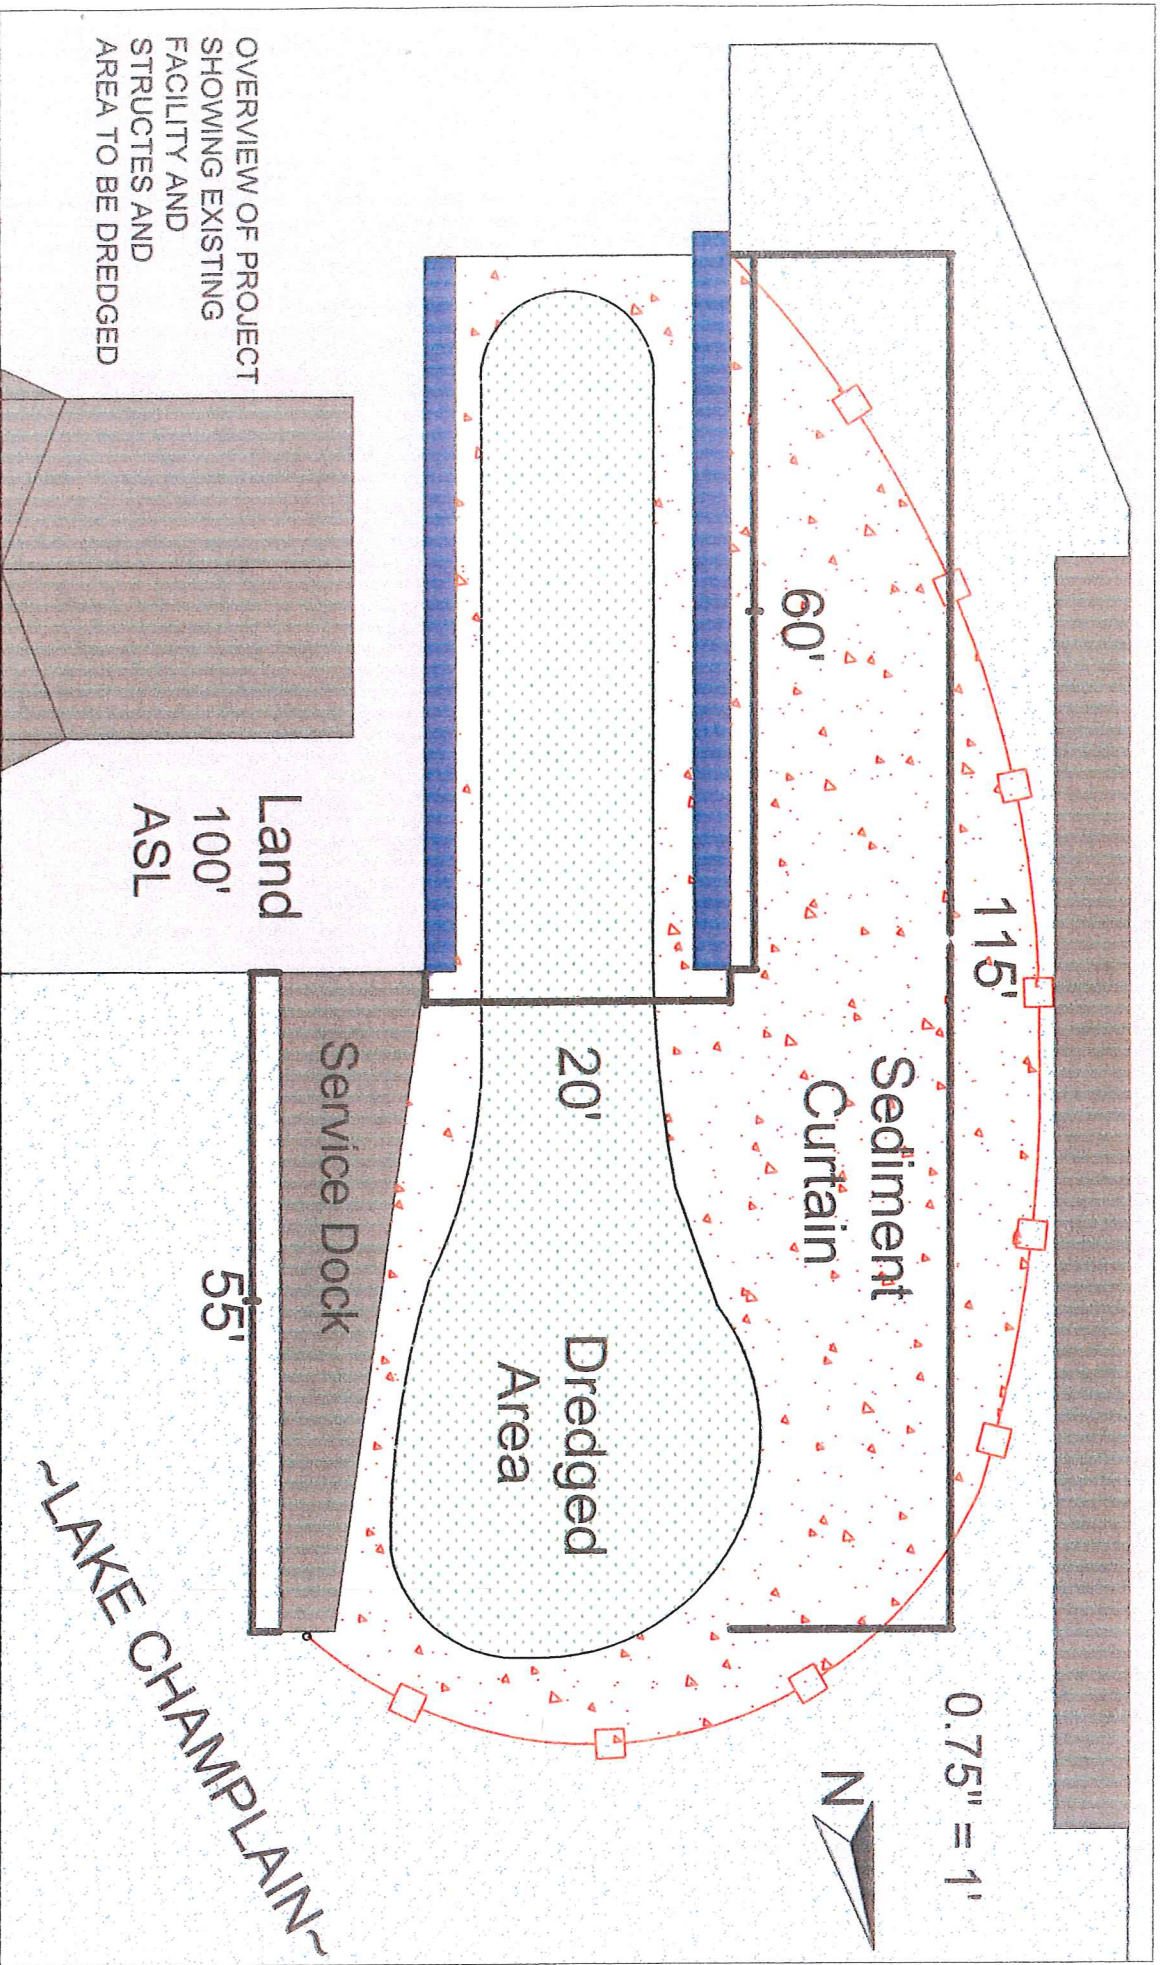 OVERVIEW OF PROJECT
SHOWING EXISTING
FACILITY AND
STRUCTES AND
AREA TO BE DREDGED
60'
115'
Sediment
Curtain
0.75" = 1'
N
20'
Dredged
Area
Land
100'
ASL
Service Dock
55'
~LAKE CHAMPLAIN~